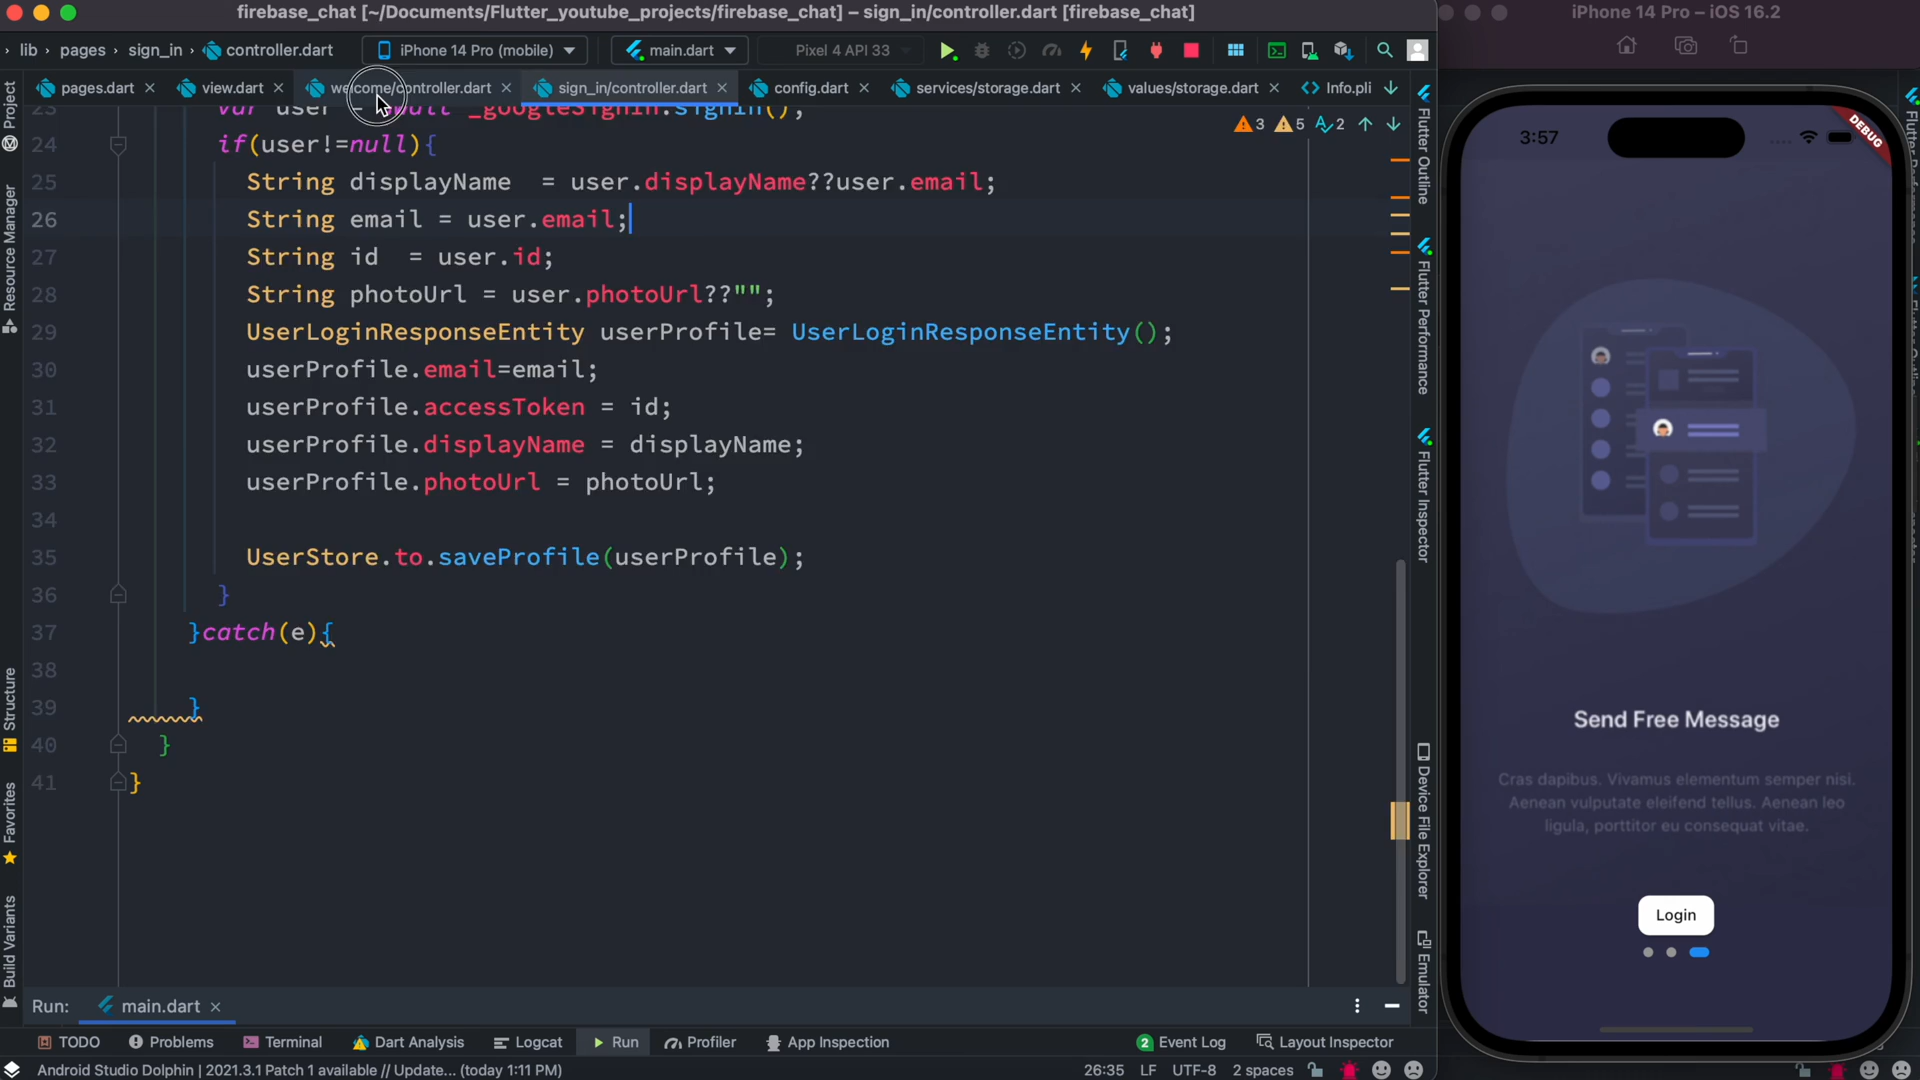 firebase_chat [~/Documents/Flutter_youtube_projects/firebase_chat] – sign_in/controller.dart [firebase_chat]
iPhone 14 Pro – iOS 16.2
lib › pages › sign_in › controller.dart
iPhone 14 Pro (mobile)
main.dart
Pixel 4 API 33
pages.dart
view.dart
welcome/controller.dart
sign_in/controller.dart
config.dart
services/storage.dart
values/storage.dart
Info.pli
3 5 2
23 var user = await _googleSignIn.signIn();
24 if(user!=null){
25 String displayName  = user.displayName??user.email;
26 String email = user.email;
27 String id  = user.id;
28 String photoUrl = user.photoUrl??"";
29 UserLoginResponseEntity userProfile= UserLoginResponseEntity();
30 userProfile.email=email;
31 userProfile.accessToken = id;
32 userProfile.displayName = displayName;
33 userProfile.photoUrl = photoUrl;
34
35 UserStore.to.saveProfile(userProfile);
36 }
37 }catch(e){
38
39 }
40 }
41 }
Project
Resource Manager
Structure
Favorites
Build Variants
Flutter Outline
Flutter Performance
Flutter Inspector
Device File Explorer
Emulator
3:57
DEBUG
Send Free Message
Cras dapibus. Vivamus elementum semper nisi.
Aenean vulputate eleifend tellus. Aenean leo
ligula, porttitor eu consequat vitae.
Login
Run: main.dart
TODO
Problems
Terminal
Dart Analysis
Logcat
Run
Profiler
App Inspection
2 Event Log
Layout Inspector
Android Studio Dolphin | 2021.3.1 Patch 1 available // Update... (today 1:11 PM)
26:35 LF UTF-8 2 spaces